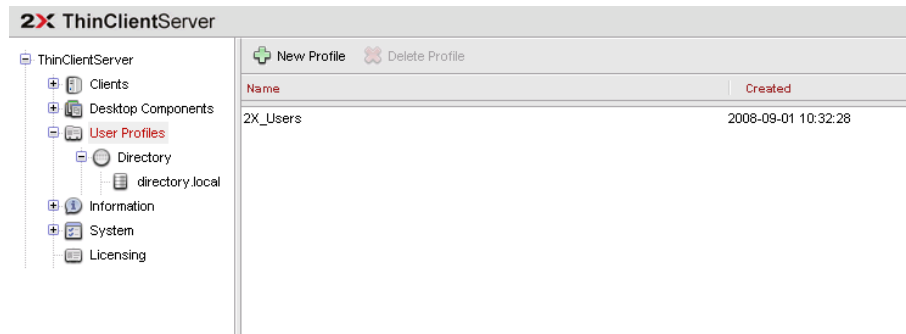 2X ThinClientServer
ThinClientServer
Clients
Desktop Components
User Profiles
Directory
directory.local
Information
System
Licensing
New Profile Delete Profile
Name Created
2X_Users 2008-09-01 10:32:28